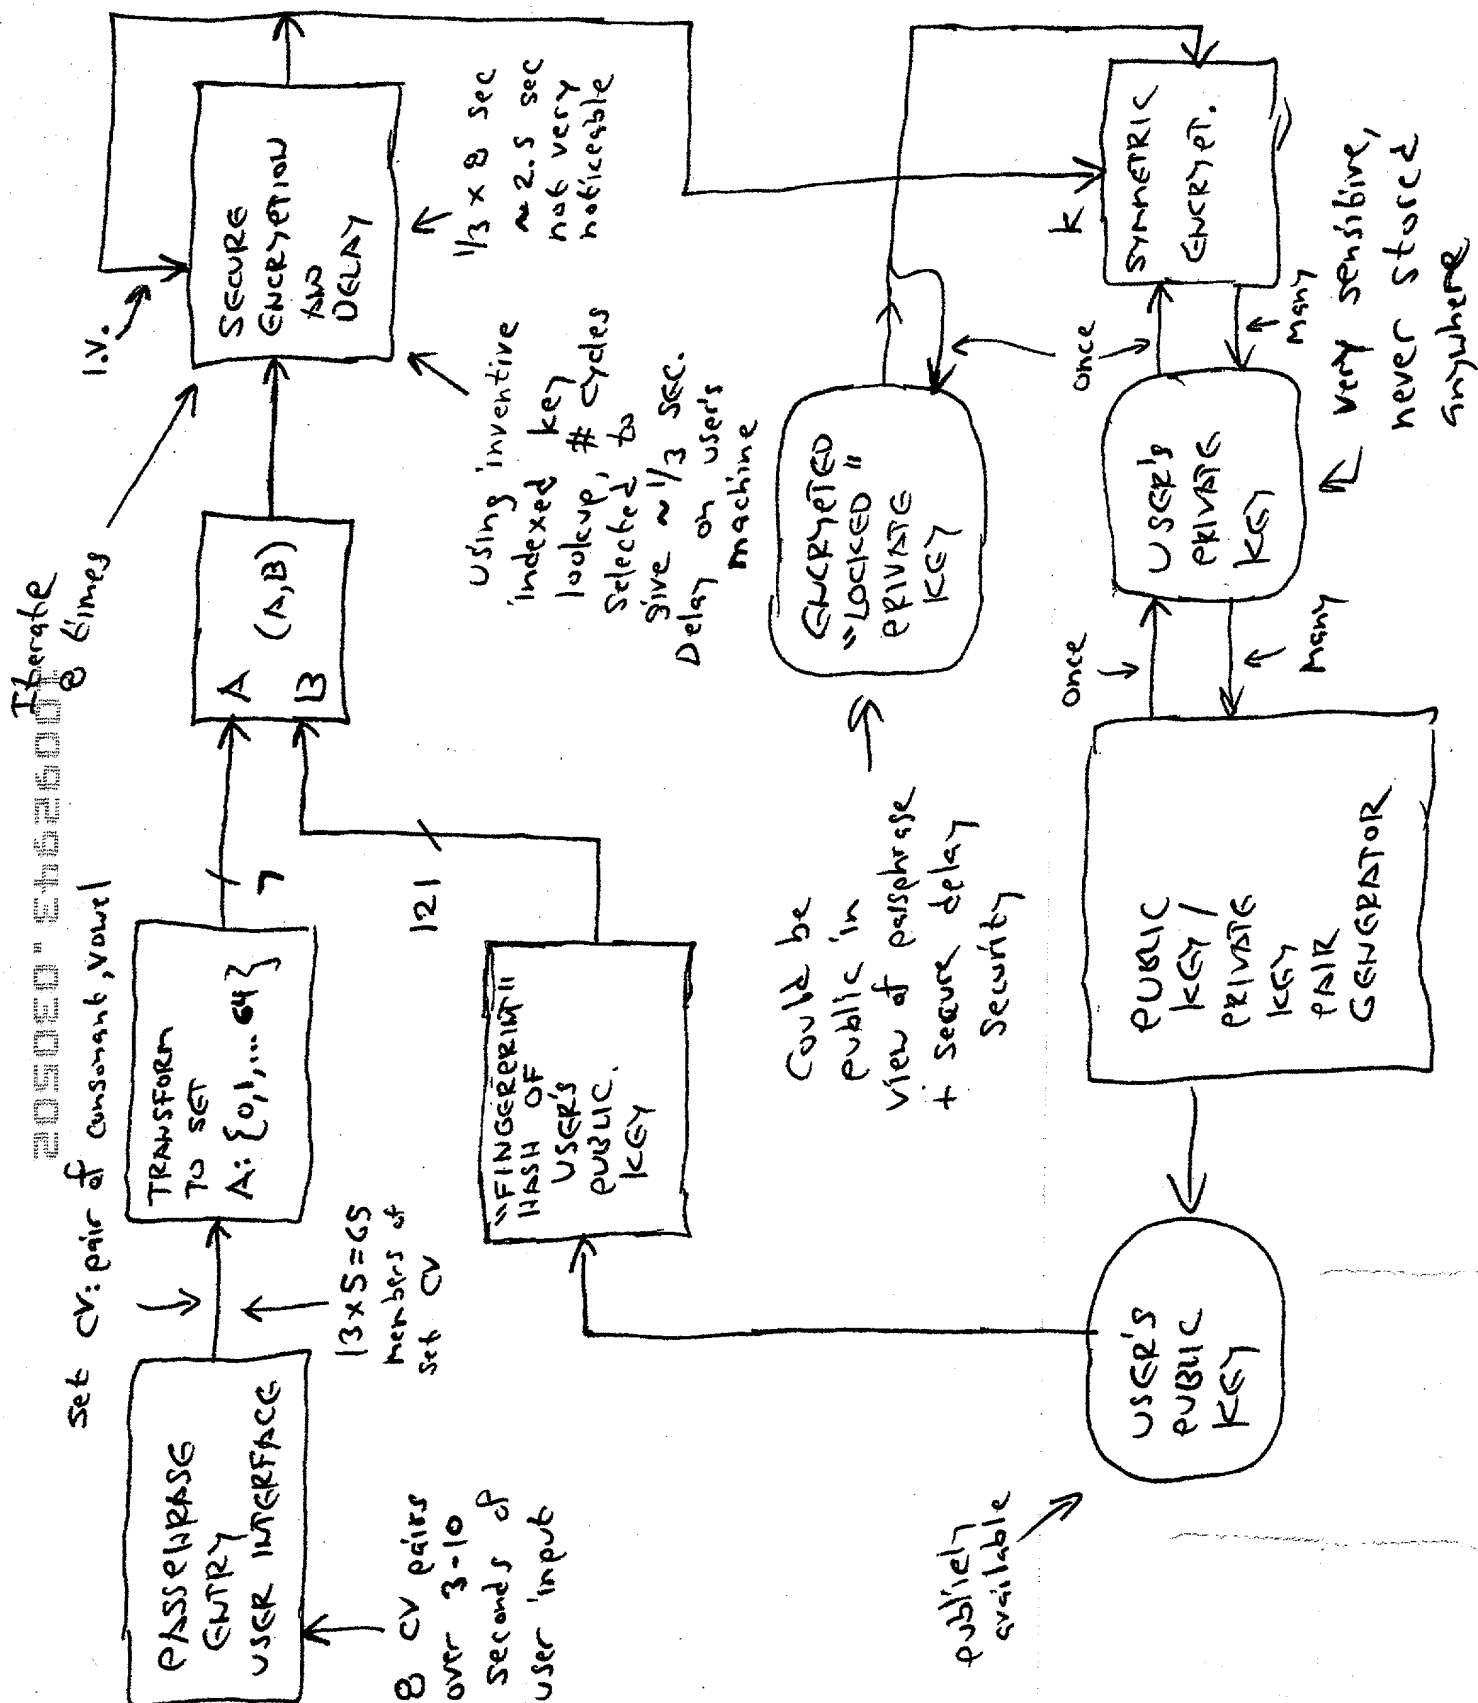 Iterate
8 times
I.V.
SECURE
ENCRYPTION
AND
DELAY
1/3 x 8 sec
~ 2.5 sec
not very
noticeable
Using inventive
indexed key
lookup, # cycles
selected to
give ~ 1/3 sec.
Delay on user's
machine
A (A,B)
B
7
121
Set CV: pair of consonant, vowel
TRANSFORM
TO SET
A: {0,1,... 64}
13 x 5 = 65
members of
set CV
PASSPHRASE
ENTRY
USER INTERFACE
8 CV pairs
over 3-10
seconds of
user input
"FINGERPRINT"
HASH OF
USER'S
PUBLIC
KEY
ENCRYPTED
"LOCKED"
PRIVATE
KEY
Could be
public in
view of passphrase
+ secure delay
security
K
SYMMETRIC
ENCRYPT.
once
many
USER'S
PRIVATE
KEY
very sensitive,
never stored
anywhere
once
many
PUBLIC
KEY /
PRIVATE
KEY
PAIR
GENERATOR
USER'S
PUBLIC
KEY
publicly
available